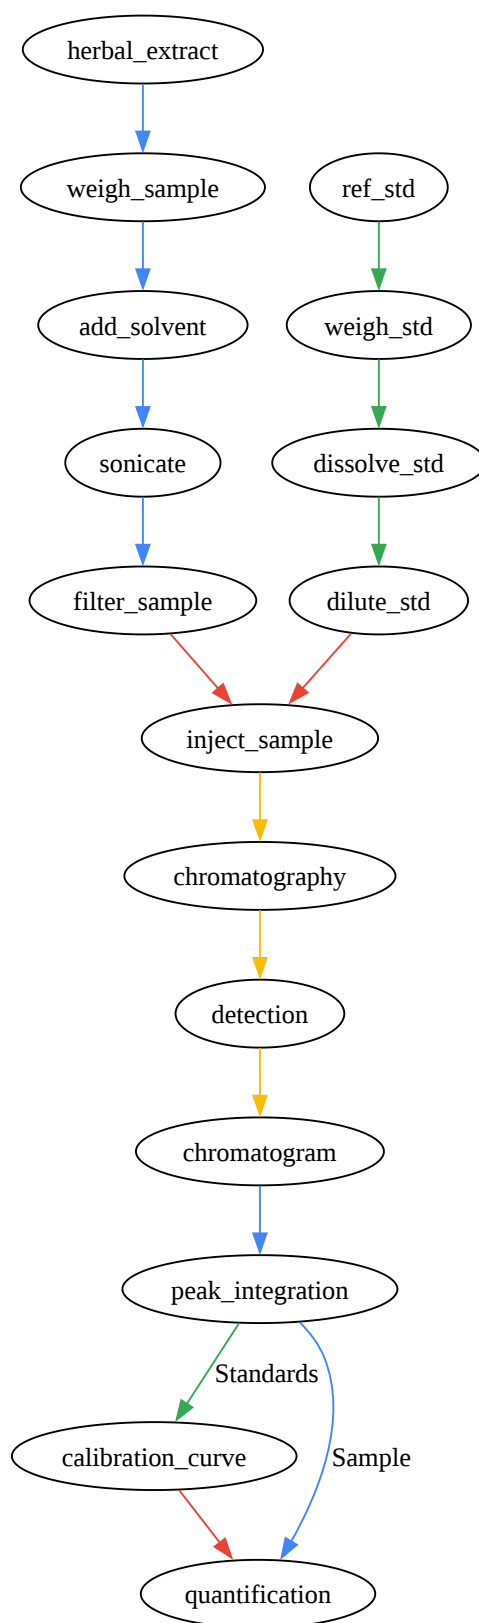 herbal_extract
weigh_sample
ref_std
add_solvent
weigh_std
sonicate
dissolve_std
filter_sample
dilute_std
inject_sample
chromatography
detection
chromatogram
peak_integration
Standards
calibration_curve
Sample
quantification